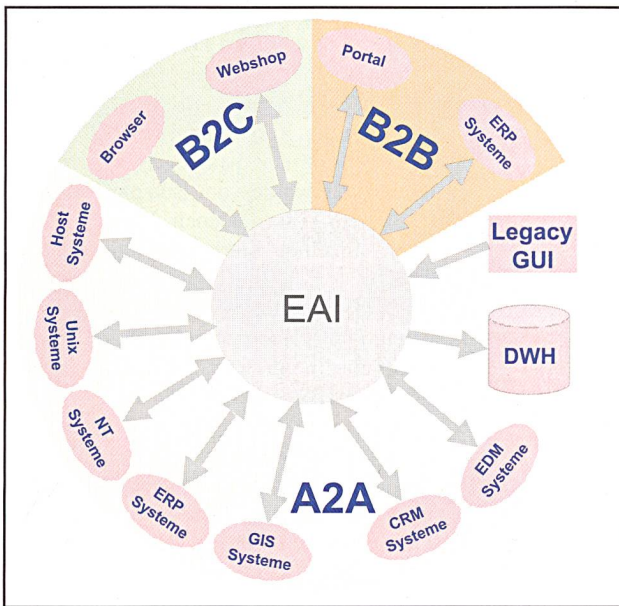 Webshop
Portal
Browser
B2C
B2B
ERP
Systeme
Host
Systeme
Legacy
GUI
EAI
Unix
Systeme
DWH
NT
Systeme
EDM
Systeme
ERP
Systeme
A2A
CRM
Systeme
GIS
Systeme